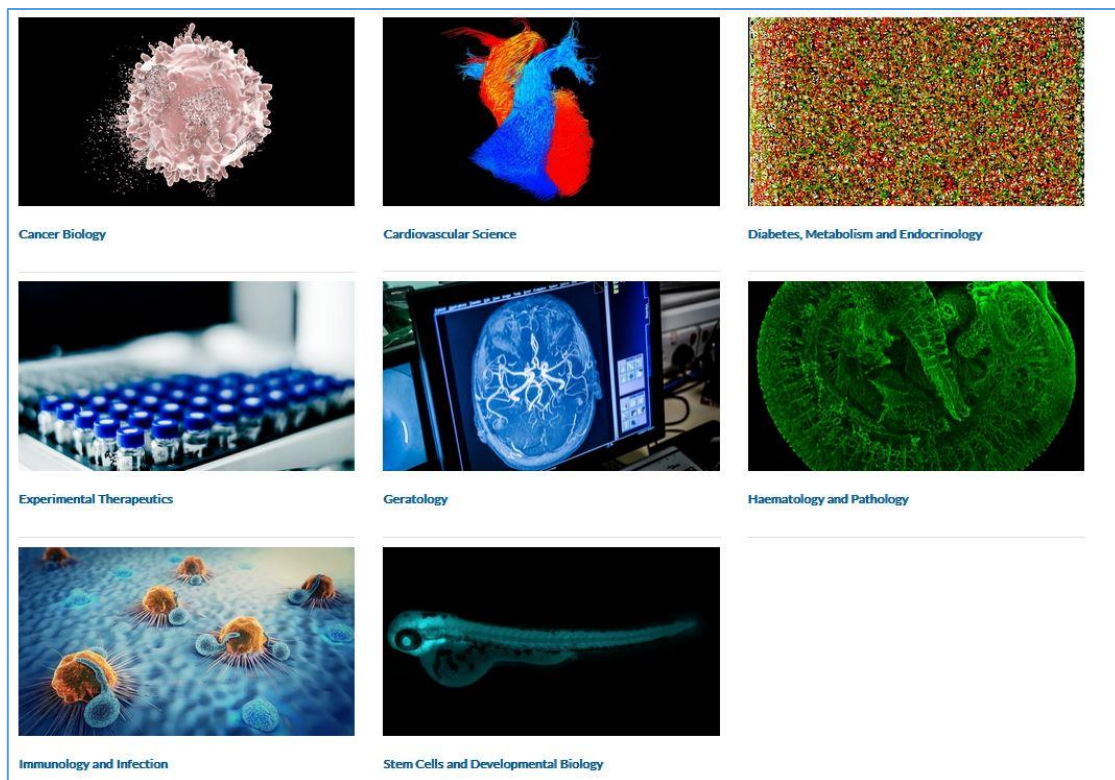 Cancer Biology
Cardiovascular Science
Diabetes, Metabolism and Endocrinology
Experimental Therapeutics
Geratology
Haematology and Pathology
Immunology and Infection
Stem Cells and Developmental Biology